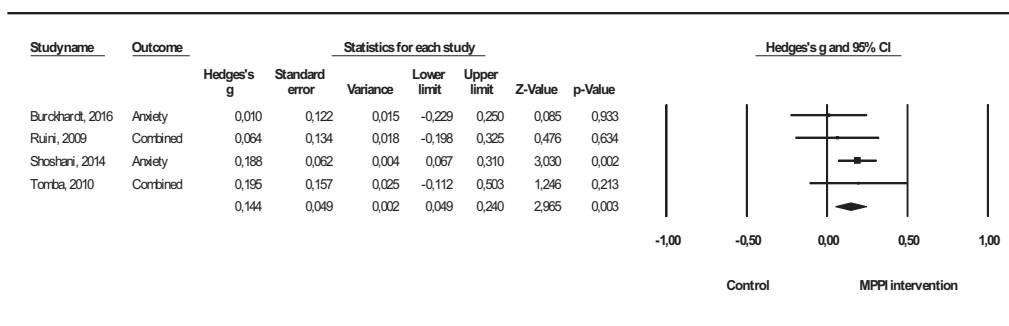 Studyname Outcome Statistics for each study Hedges's g and 95% CI
Hedges's Standard Lower Upper
g error Variance limit limit Z-Value p-Value
Burckhardt, 2016 Anxiety 0,010 0,122 0,015 -0,229 0,250 0,085 0,933
Ruini, 2009 Combined 0,064 0,134 0,018 -0,198 0,325 0,476 0,634
Shoshani, 2014 Anxiety 0,188 0,062 0,004 0,067 0,310 3,030 0,002
Tomba, 2010 Combined 0,195 0,157 0,025 -0,112 0,503 1,246 0,213
0,144 0,049 0,002 0,049 0,240 2,965 0,003
-1,00 -0,50 0,00 0,50 1,00
Control MPPI intervention